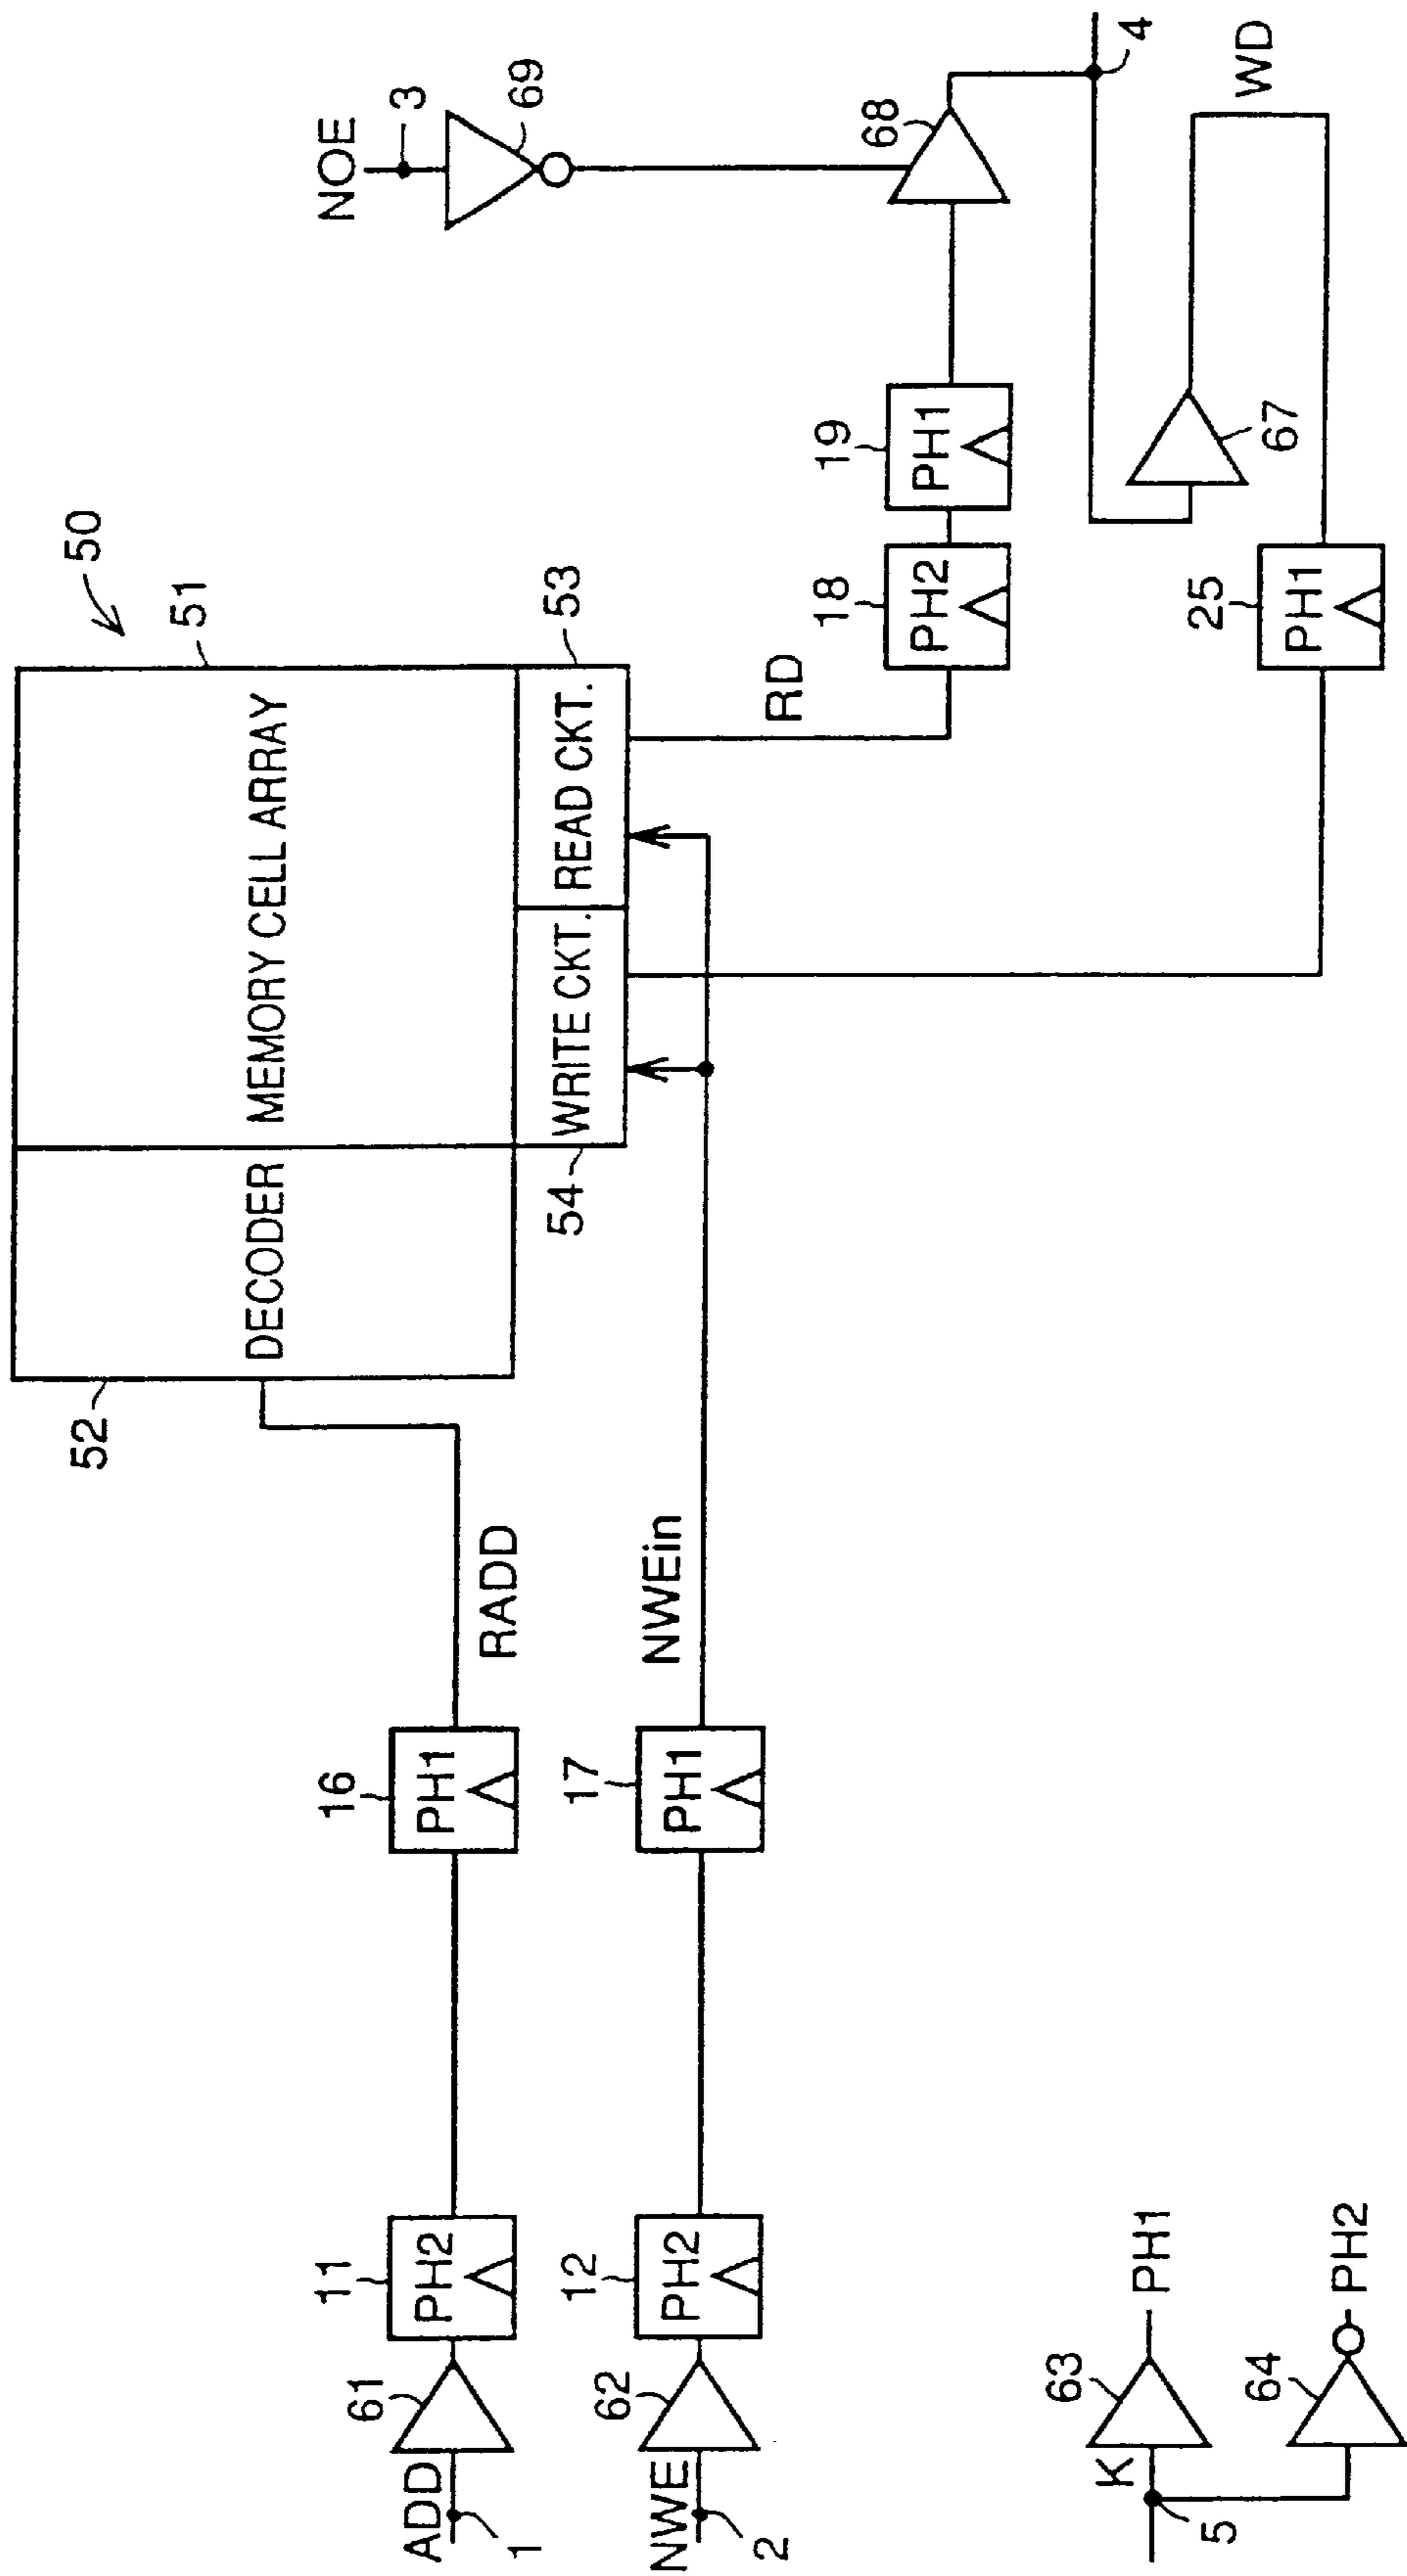 50
51
MEMORY CELL ARRAY
52
DECODER
53
READ CKT.
54
WRITE CKT.
NOE
3
69
ADD
1
61
11
PH2
16
PH1
RADD
RD
18
PH2
19
PH1
68
4
NWE
2
62
12
PH2
17
PH1
NWEin
67
WD
25
PH1
K
5
63
PH1
64
PH2